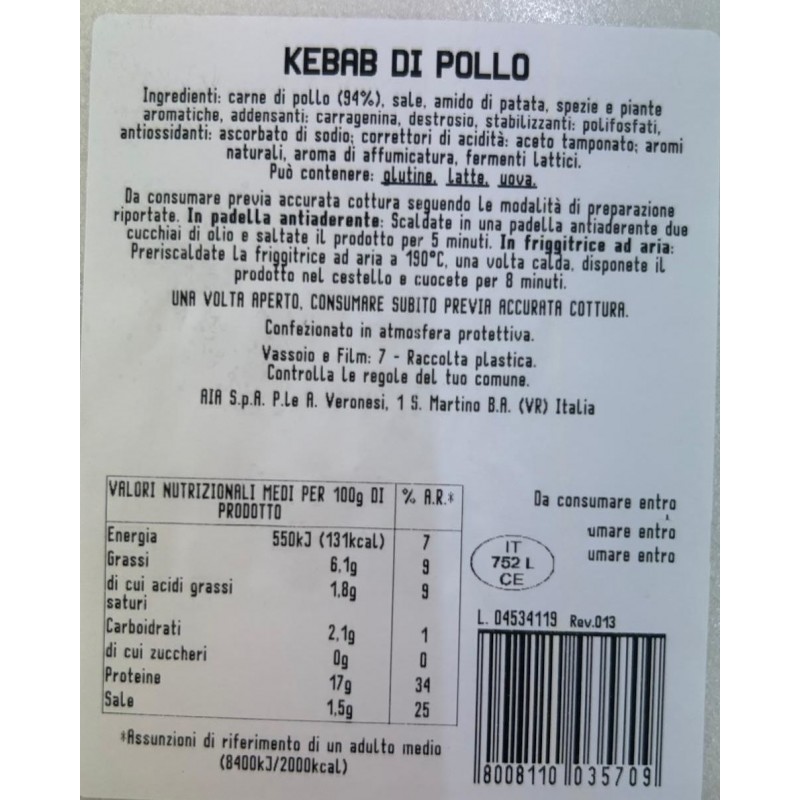 KEBAB DI POLLO
Ingredienti: carne di pollo (94%), sale, amido di patata, spezie e piante
aromatiche, addensanti: carragenina, destrosio, stabilizzanti: polifosfati,
antiossidanti: ascorbato di sodio; correttori di acidità: aceto tamponato; aromi
naturali, aroma di affumicatura, fermenti lattici.
Può contenere: glutine, latte, uova.
Da consumare previa accurata cottura seguendo le modalità di preparazione
riportate. In padella antiaderente: Scaldate in una padella antiaderente due
cucchiai di olio e saltate il prodotto per 5 minuti. In friggitrice ad aria:
Preriscaldate la friggitrice ad aria a 190°C, una volta calda, disponete il
prodotto nel cestello e cuocete per 8 minuti.
UNA VOLTA APERTO, CONSUMARE SUBITO PREVIA ACCURATA COTTURA.
Confezionato in atmosfera protettiva.
Vassoio e Film: 7 - Raccolta plastica.
Controlla le regole del tuo comune.
AIA S.p.A. P.le A. Veronesi, 1 S. Martino B.A. (VR) Italia
VALORI NUTRIZIONALI MEDI PER 100g DI PRODOTTO % A.R.*
Energia 550kJ (131kcal) 7
Grassi 6,1g 9
di cui acidi grassi saturi 1,8g 9
Carboidrati 2,1g 1
di cui zuccheri 0g 0
Proteine 17g 34
Sale 1,5g 25
*Assunzioni di riferimento di un adulto medio
(8400kJ/2000kcal)
Da consumare entro
umare entro
umare entro
IT
752 L
CE
L. 04534119 Rev.013
8008110 035709